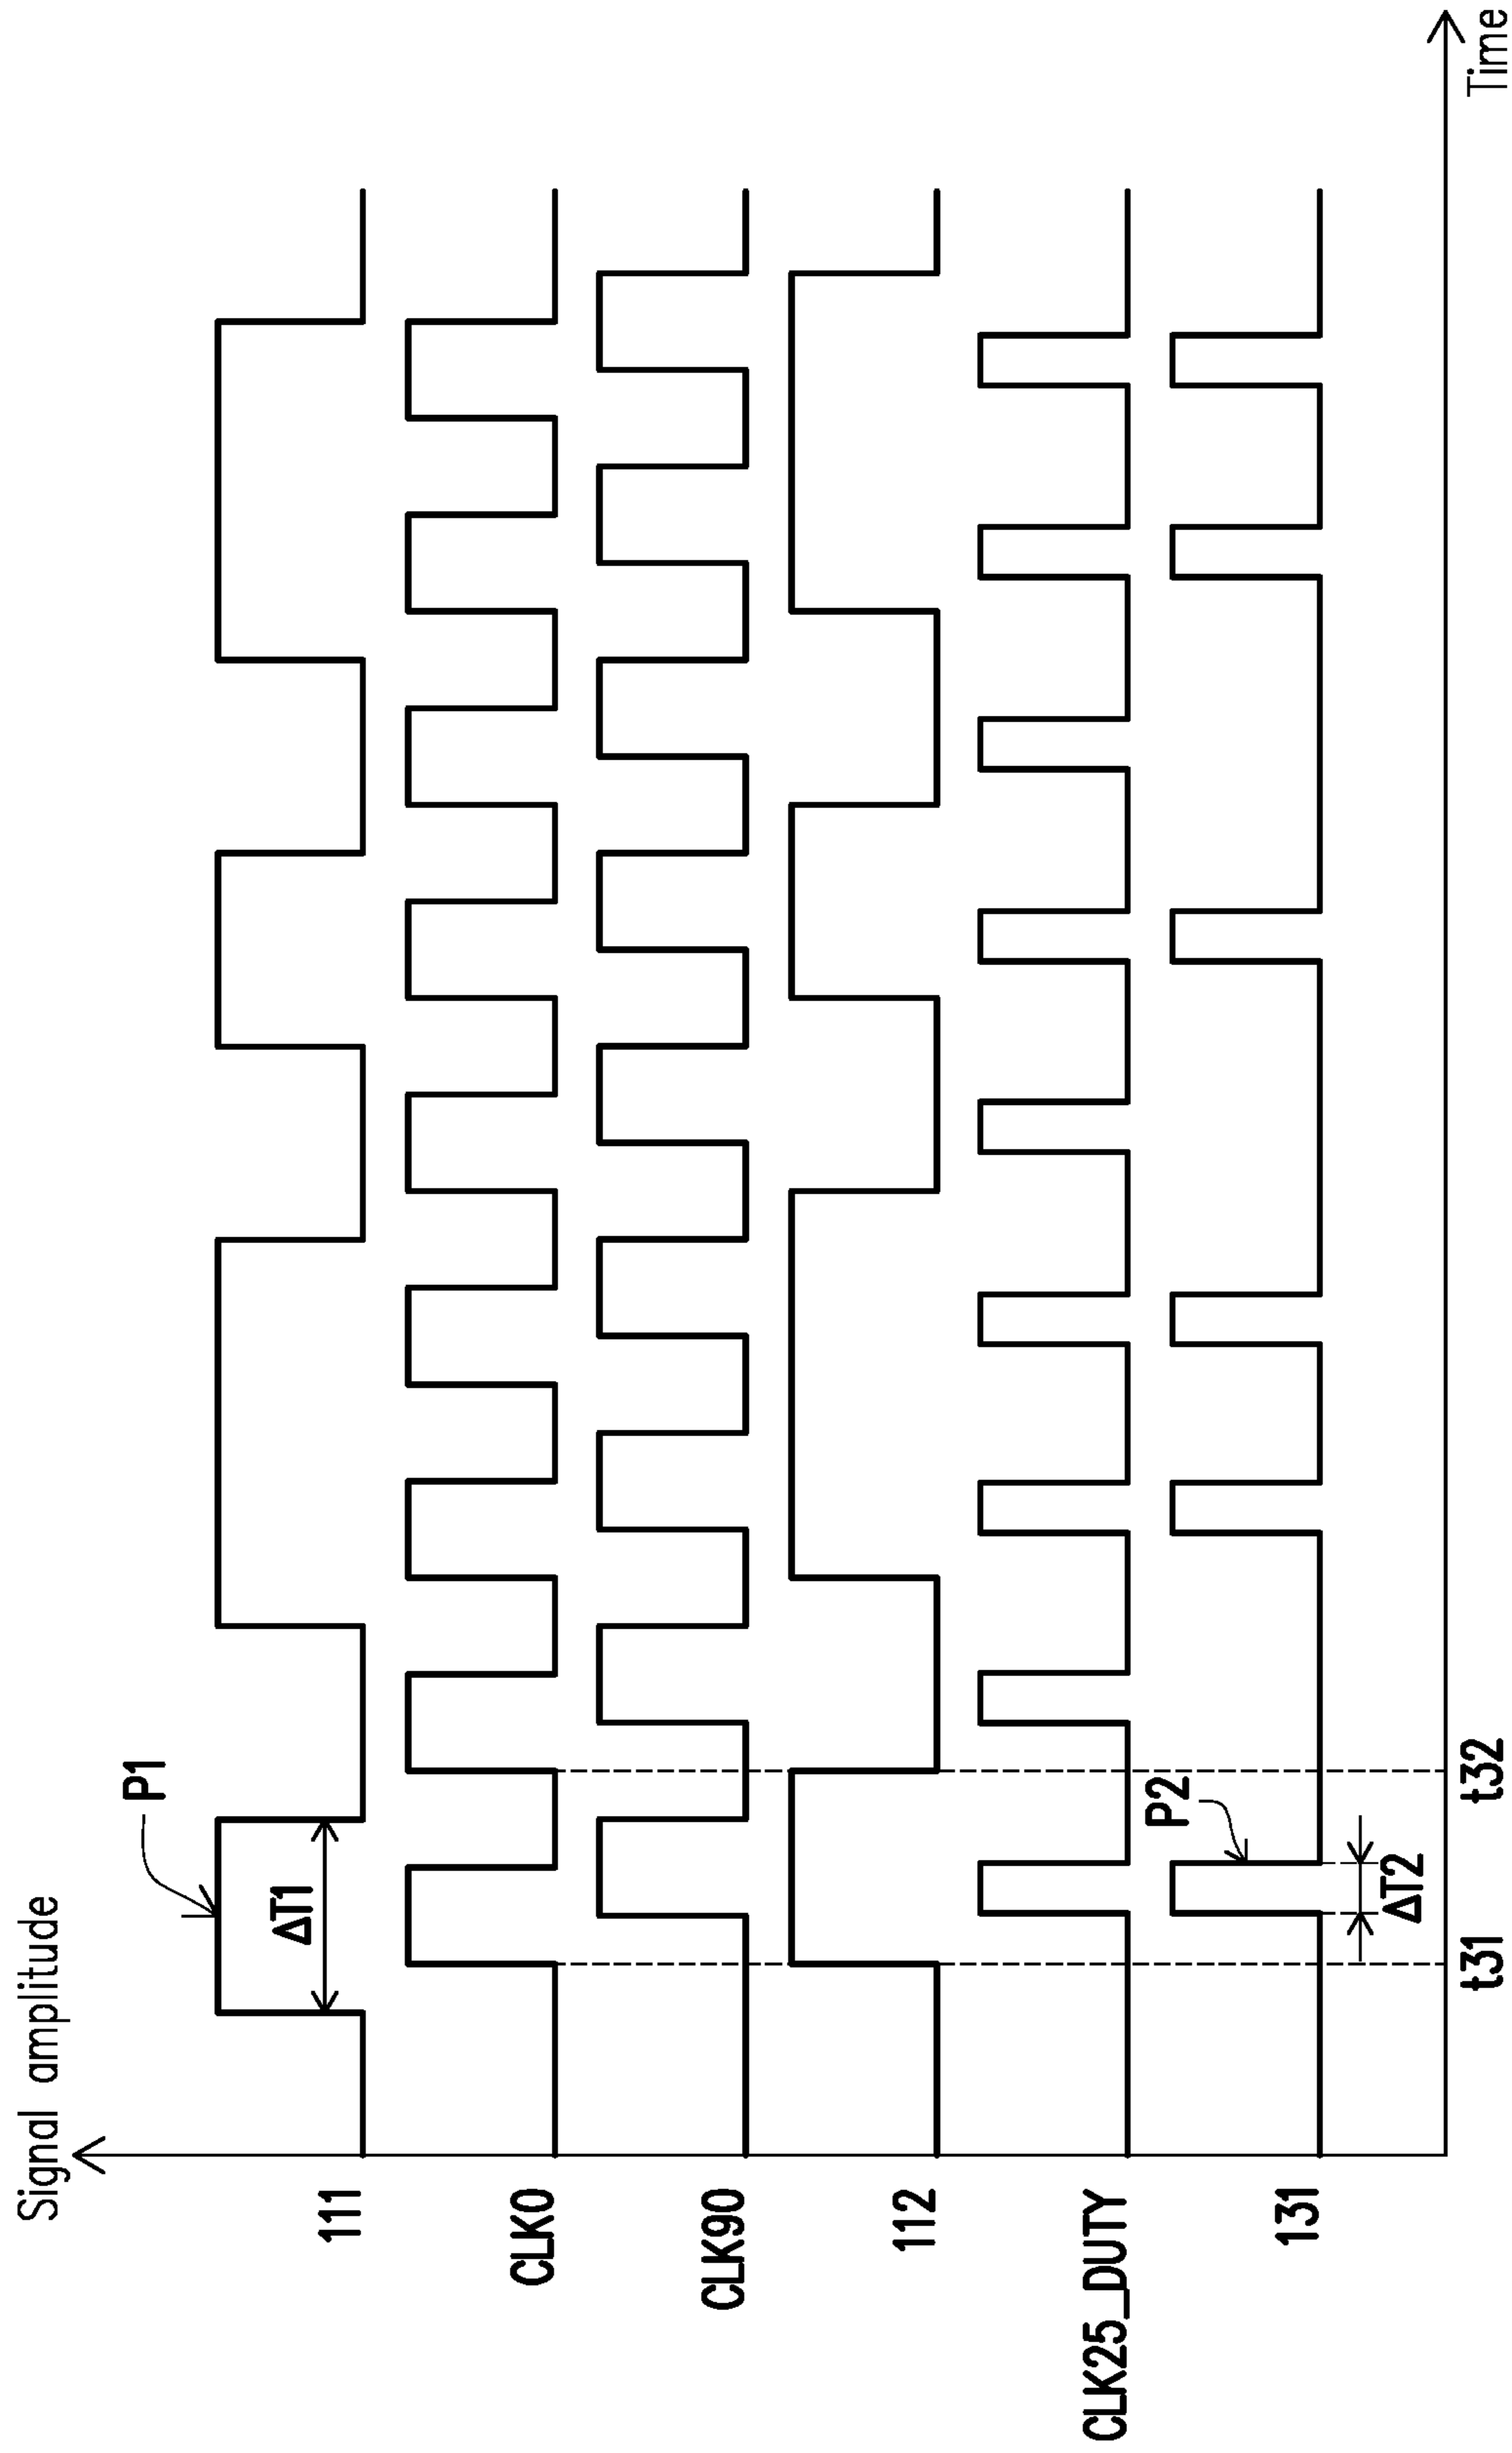 Signal amplitude
P1
111
ΔT1
CLK0
CLK90
112
CLK25_DUTY
P2
131
ΔT2
t31
t32
Time